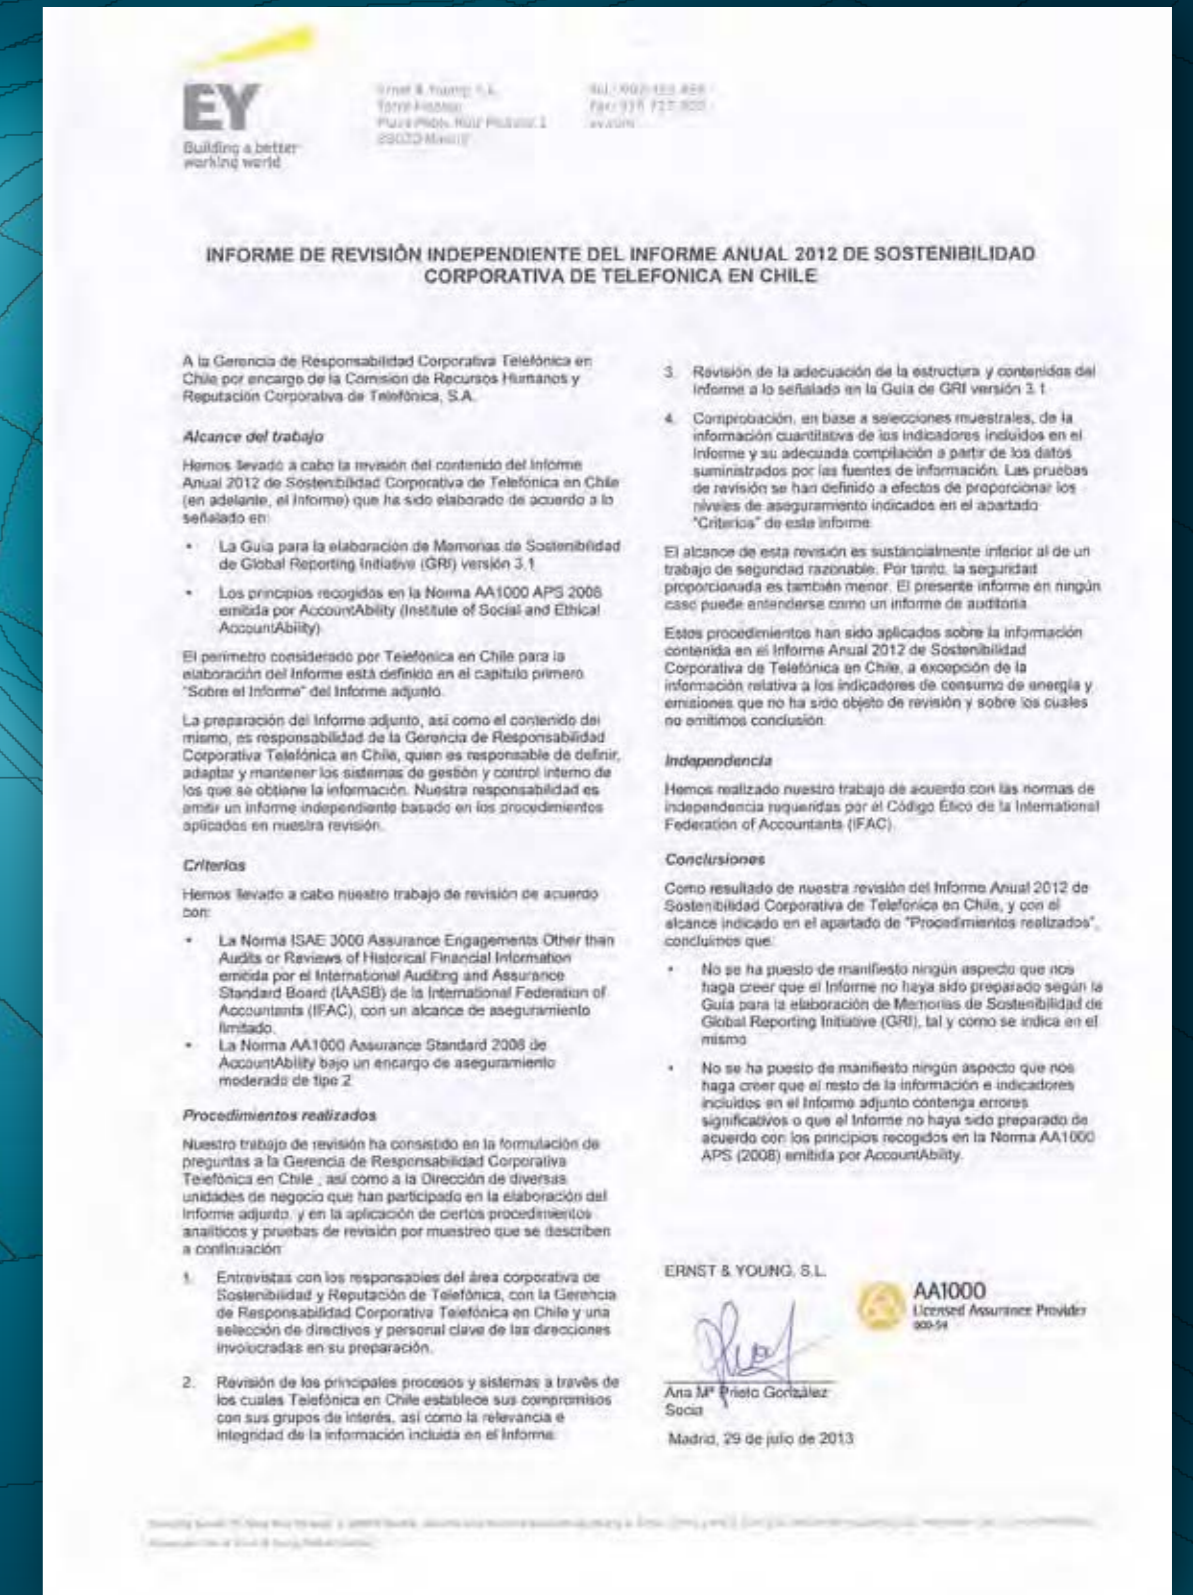 EY
Building a better
working world
Ernst & Young, S.L.
Torre Picasso
Plaza Pablo Ruiz Picasso, 1
28020 Madrid
ey.com
INFORME DE REVISIÓN INDEPENDIENTE DEL INFORME ANUAL 2012 DE SOSTENIBILIDAD
CORPORATIVA DE TELEFONICA EN CHILE
A la Gerencia de Responsabilidad Corporativa Telefónica en
Chile por encargo de la Comisión de Recursos Humanos y
Reputación Corporativa de Telefónica, S.A.
Alcance del trabajo
Hemos llevado a cabo la revisión del contenido del Informe
Anual 2012 de Sostenibilidad Corporativa de Telefónica en Chile
(en adelante, el Informe) que ha sido elaborado de acuerdo a lo
señalado en:
• La Guía para la elaboración de Memorias de Sostenibilidad
de Global Reporting Initiative (GRI) versión 3.1
• Los principios recogidos en la Norma AA1000 APS 2008
emitida por AccountAbility (Institute of Social and Ethical
AccountAbility)
El perímetro considerado por Telefónica en Chile para la
elaboración del Informe está definido en el capítulo primero
"Sobre el Informe" del Informe adjunto.
La preparación del Informe adjunto, así como el contenido del
mismo, es responsabilidad de la Gerencia de Responsabilidad
Corporativa Telefónica en Chile, quien es responsable de definir,
adaptar y mantener los sistemas de gestión y control interno de
los que se obtiene la información. Nuestra responsabilidad es
emitir un informe independiente basado en los procedimientos
aplicados en nuestra revisión.
Criterios
Hemos llevado a cabo nuestro trabajo de revisión de acuerdo
con:
• La Norma ISAE 3000 Assurance Engagements Other than
Audits or Reviews of Historical Financial Information
emitida por el International Auditing and Assurance
Standard Board (IAASB) de la International Federation of
Accountants (IFAC), con un alcance de aseguramiento
limitado.
• La Norma AA1000 Assurance Standard 2008 de
AccountAbility bajo un encargo de aseguramiento
moderado de tipo 2
Procedimientos realizados
Nuestro trabajo de revisión ha consistido en la formulación de
preguntas a la Gerencia de Responsabilidad Corporativa
Telefónica en Chile , así como a la Dirección de diversas
unidades de negocio que han participado en la elaboración del
Informe adjunto, y en la aplicación de ciertos procedimientos
analíticos y pruebas de revisión por muestreo que se describen
a continuación:
1. Entrevistas con los responsables del área corporativa de
Sostenibilidad y Reputación de Telefónica, con la Gerencia
de Responsabilidad Corporativa Telefónica en Chile y una
selección de directivos y personal clave de las direcciones
involucradas en su preparación.
2. Revisión de los principales procesos y sistemas a través de
los cuales Telefónica en Chile establece sus compromisos
con sus grupos de interés, así como la relevancia e
integridad de la información incluida en el Informe.
3. Revisión de la adecuación de la estructura y contenidos del
Informe a lo señalado en la Guía de GRI versión 3.1
4. Comprobación, en base a selecciones muestrales, de la
información cuantitativa de los indicadores incluidos en el
Informe y su adecuada compilación a partir de los datos
suministrados por las fuentes de información. Las pruebas
de revisión se han definido a efectos de proporcionar los
niveles de aseguramiento indicados en el apartado
"Criterios" de este informe.
El alcance de esta revisión es sustancialmente inferior al de un
trabajo de seguridad razonable. Por tanto, la seguridad
proporcionada es también menor. El presente informe en ningún
caso puede entenderse como un informe de auditoría.
Estos procedimientos han sido aplicados sobre la información
contenida en el Informe Anual 2012 de Sostenibilidad
Corporativa de Telefónica en Chile, a excepción de la
información relativa a los indicadores de consumo de energía y
emisiones que no ha sido objeto de revisión y sobre los cuales
no emitimos conclusión.
Independencia
Hemos realizado nuestro trabajo de acuerdo con las normas de
independencia requeridas por el Código Ético de la International
Federation of Accountants (IFAC).
Conclusiones
Como resultado de nuestra revisión del Informe Anual 2012 de
Sostenibilidad Corporativa de Telefónica en Chile, y con el
alcance indicado en el apartado de "Procedimientos realizados",
concluimos que:
• No se ha puesto de manifiesto ningún aspecto que nos
haga creer que el Informe no haya sido preparado según la
Guía para la elaboración de Memorias de Sostenibilidad de
Global Reporting Initiative (GRI), tal y como se indica en el
mismo
• No se ha puesto de manifiesto ningún aspecto que nos
haga creer que el resto de la información e indicadores
incluidos en el Informe adjunto contenga errores
significativos o que el Informe no haya sido preparado de
acuerdo con los principios recogidos en la Norma AA1000
APS (2008) emitida por AccountAbility.
ERNST & YOUNG, S.L.
AA1000
Licensed Assurance Provider
000-54
Ana Mª Prieto González
Socia
Madrid, 29 de julio de 2013